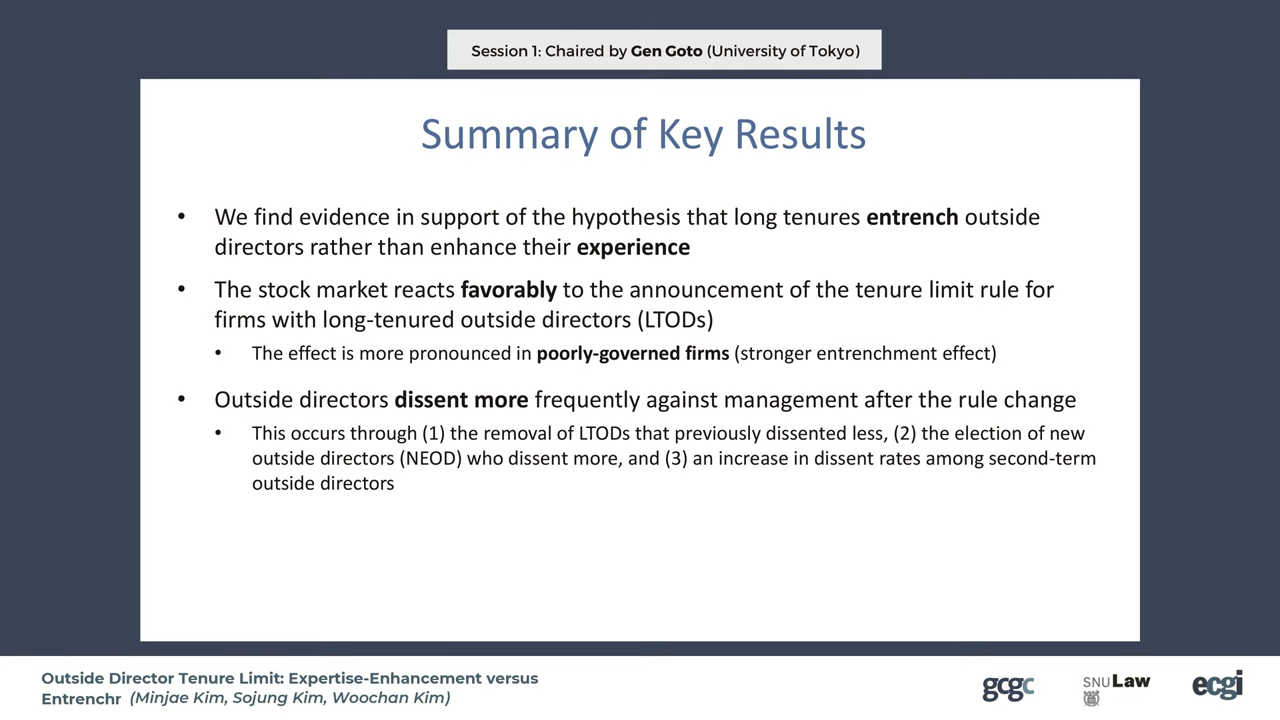 Session 1: Chaired by Gen Goto (University of Tokyo)
Summary of Key Results
• We find evidence in support of the hypothesis that long tenures entrench outside
directors rather than enhance their experience
• The stock market reacts favorably to the announcement of the tenure limit rule for
firms with long-tenured outside directors (LTODs)
• The effect is more pronounced in poorly-governed firms (stronger entrenchment effect)
• Outside directors dissent more frequently against management after the rule change
• This occurs through (1) the removal of LTODs that previously dissented less, (2) the election of new
outside directors (NEOD) who dissent more, and (3) an increase in dissent rates among second-term
outside directors
Outside Director Tenure Limit: Expertise-Enhancement versus
Entrenchr (Minjae Kim, Sojung Kim, Woochan Kim)
gcgc
SNU Law
ecgi